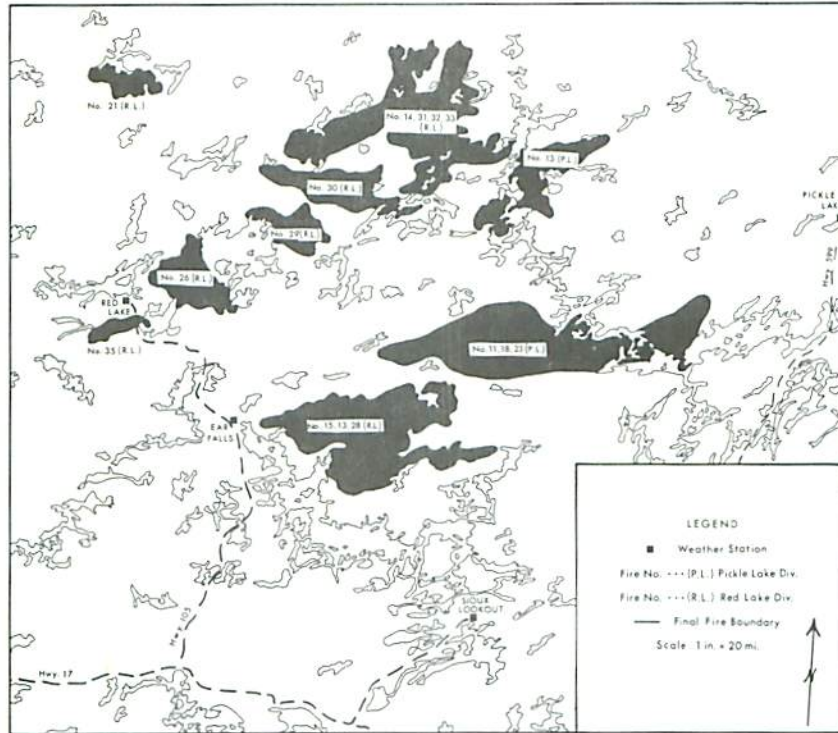 No. 21 (R.L.)
No. 14, 31, 32, 33
(R.L.)
No. 13 (P.L.)
No. 30 (R.L.)
PICKLE
LAKE
No. 29 (R.L.)
No. 26 (R.L.)
Hwy. 599
RED
LAKE
No. 35 (R.L.)
No. 11, 18, 23 (P.L.)
EAR
FALLS
No. 15, 13, 28 (R.L.)
LEGEND
Weather Station
Fire No. ···(P.L.) Pickle Lake Div.
Fire No. ···(R.L.) Red Lake Div.
Final Fire Boundary
Scale : 1 in. = 20 mi.
SIOUX
LOOKOUT
Hwy. 105
Hwy. 17
N